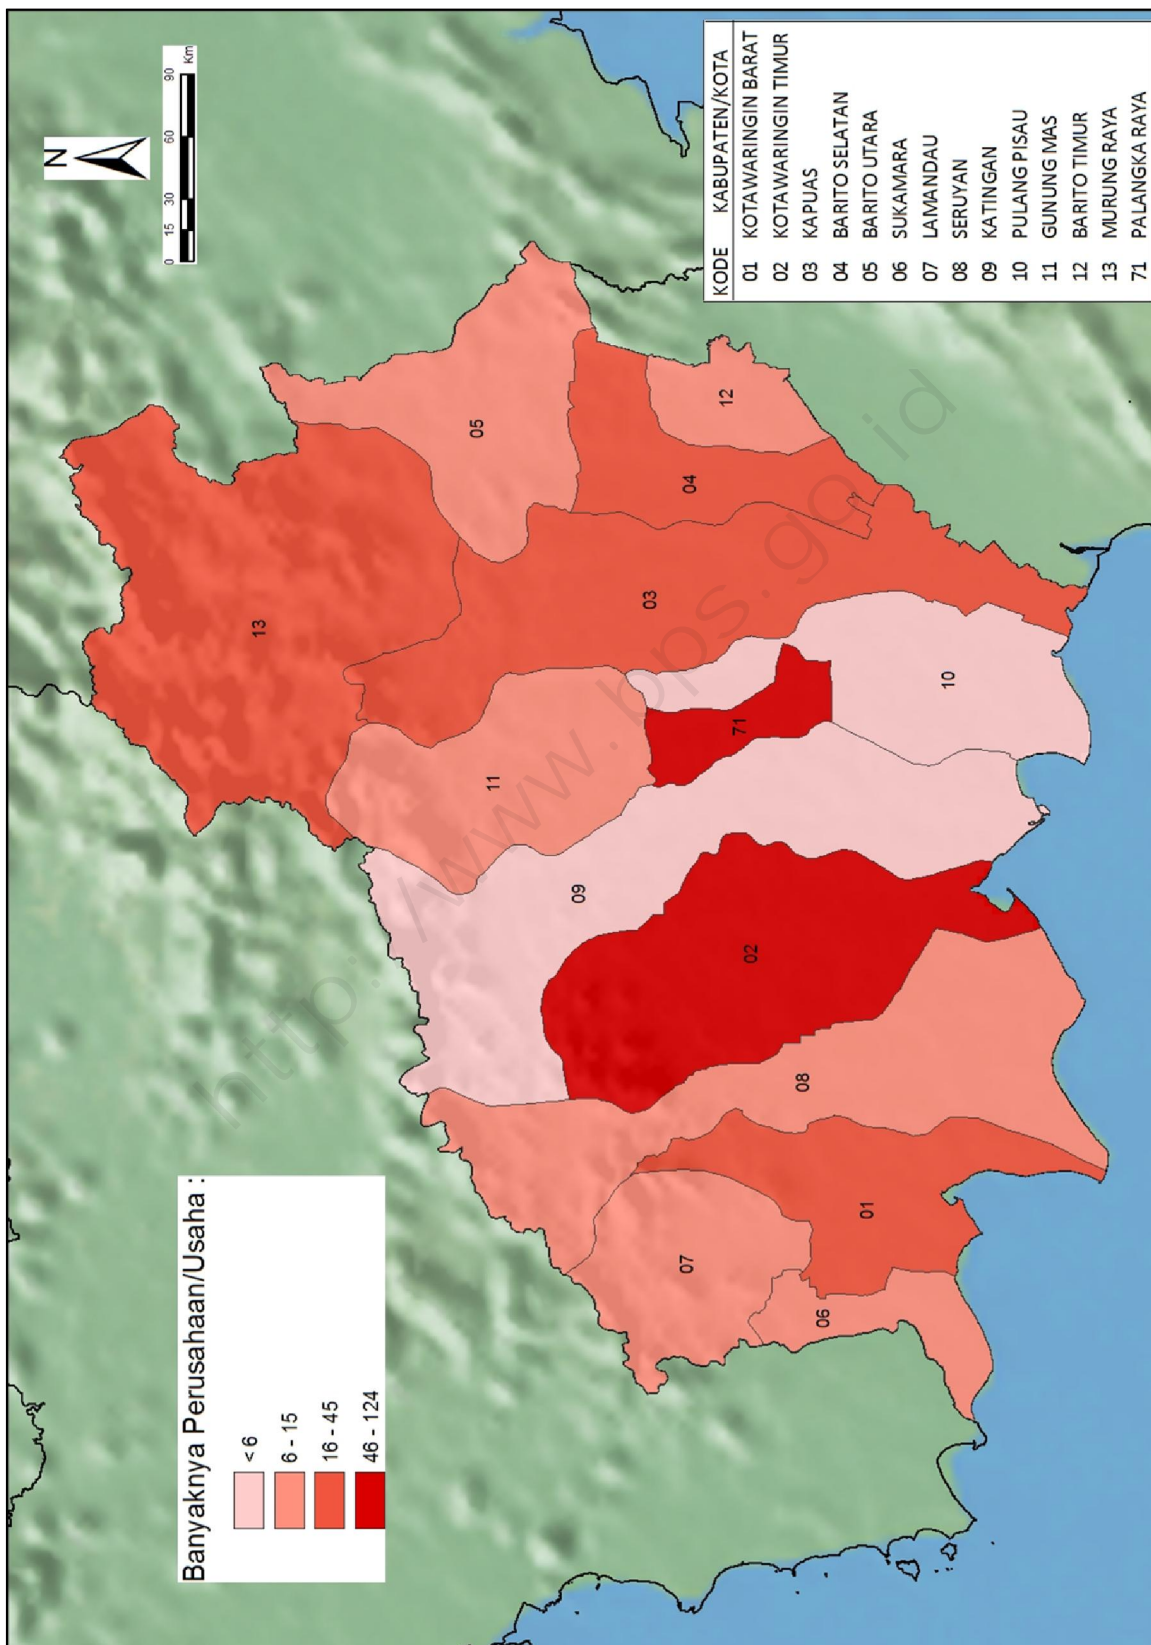 N
0 15 30 60 90
Km
Banyaknya Perusahaan/Usaha :
< 6
6 - 15
16 - 45
46 - 124
13
05
11
03
04
12
09
71
02
10
07
08
06
01
KODE KABUPATEN/KOTA
01 KOTAWARINGIN BARAT
02 KOTAWARINGIN TIMUR
03 KAPUAS
04 BARITO SELATAN
05 BARITO UTARA
06 SUKAMARA
07 LAMANDAU
08 SERUYAN
09 KATINGAN
10 PULANG PISAU
11 GUNUNG MAS
12 BARITO TIMUR
13 MURUNG RAYA
71 PALANGKA RAYA
http://www.bps.go.id